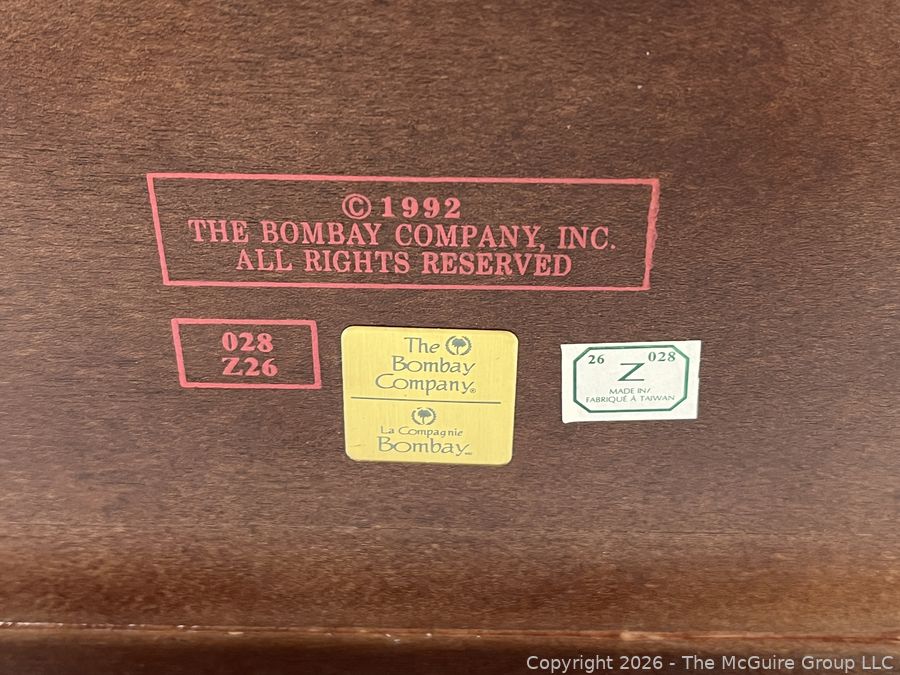 © 1992
THE BOMBAY COMPANY, INC.
ALL RIGHTS RESERVED
028
Z26
The
Bombay
Company®
La Compagnie
Bombay
26 Z 028
MADE IN/
FABRIQUÉ À TAIWAN
Copyright 2026 - The McGuire Group LLC